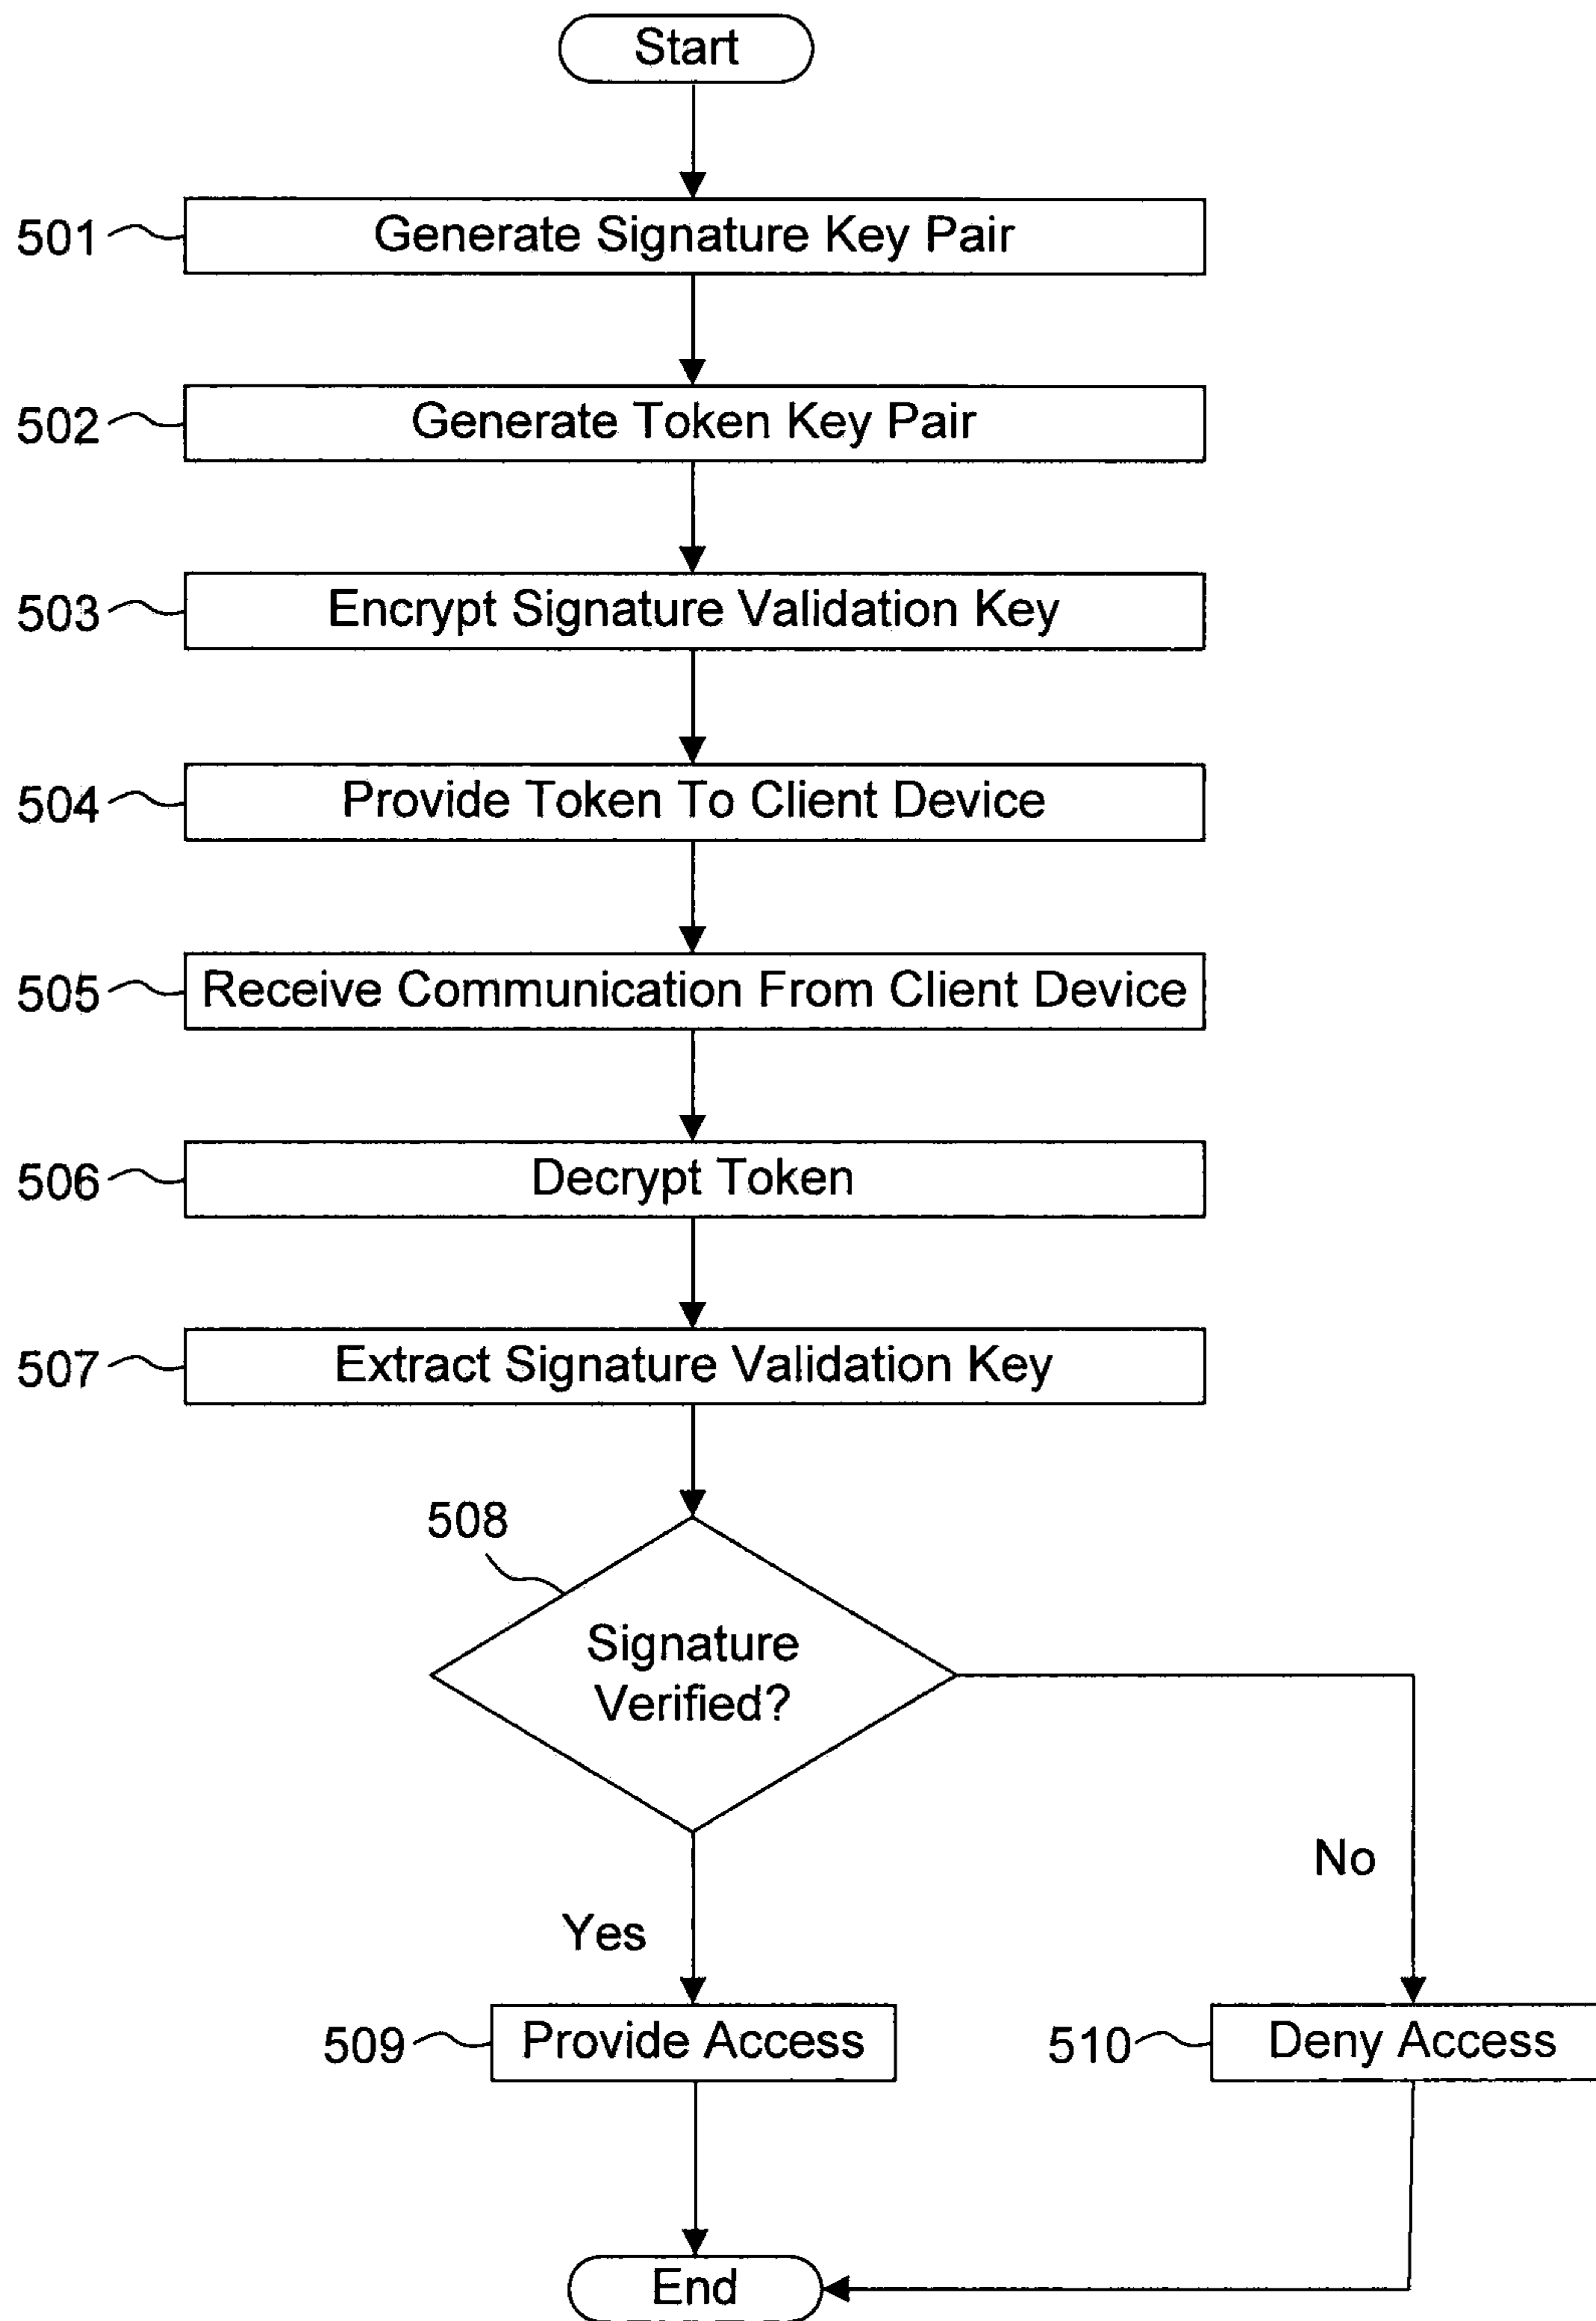 Start
501 Generate Signature Key Pair
502 Generate Token Key Pair
503 Encrypt Signature Validation Key
504 Provide Token To Client Device
505 Receive Communication From Client Device
506 Decrypt Token
507 Extract Signature Validation Key
508
Signature
Verified?
No
Yes
509 Provide Access
510 Deny Access
End